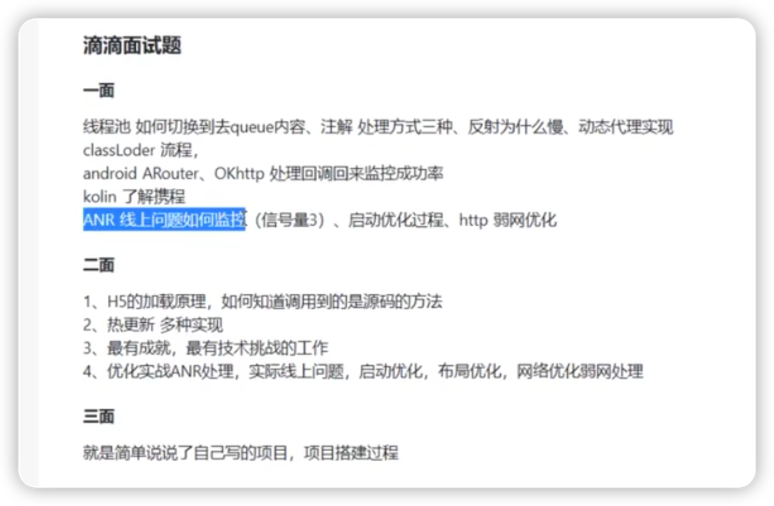 滴滴面试题
一面
线程池 如何切换到去queue内容、注解 处理方式三种、反射为什么慢、动态代理实现
classLoder 流程，
android ARouter、OKhttp 处理回调回来监控成功率
kolin 了解携程
ANR 线上问题如何监控（信号量3）、启动优化过程、http 弱网优化
二面
1、H5的加载原理，如何知道调用到的是源码的方法
2、热更新 多种实现
3、最有成就，最有技术挑战的工作
4、优化实战ANR处理，实际线上问题，启动优化，布局优化，网络优化弱网处理
三面
就是简单说说了自己写的项目，项目搭建过程